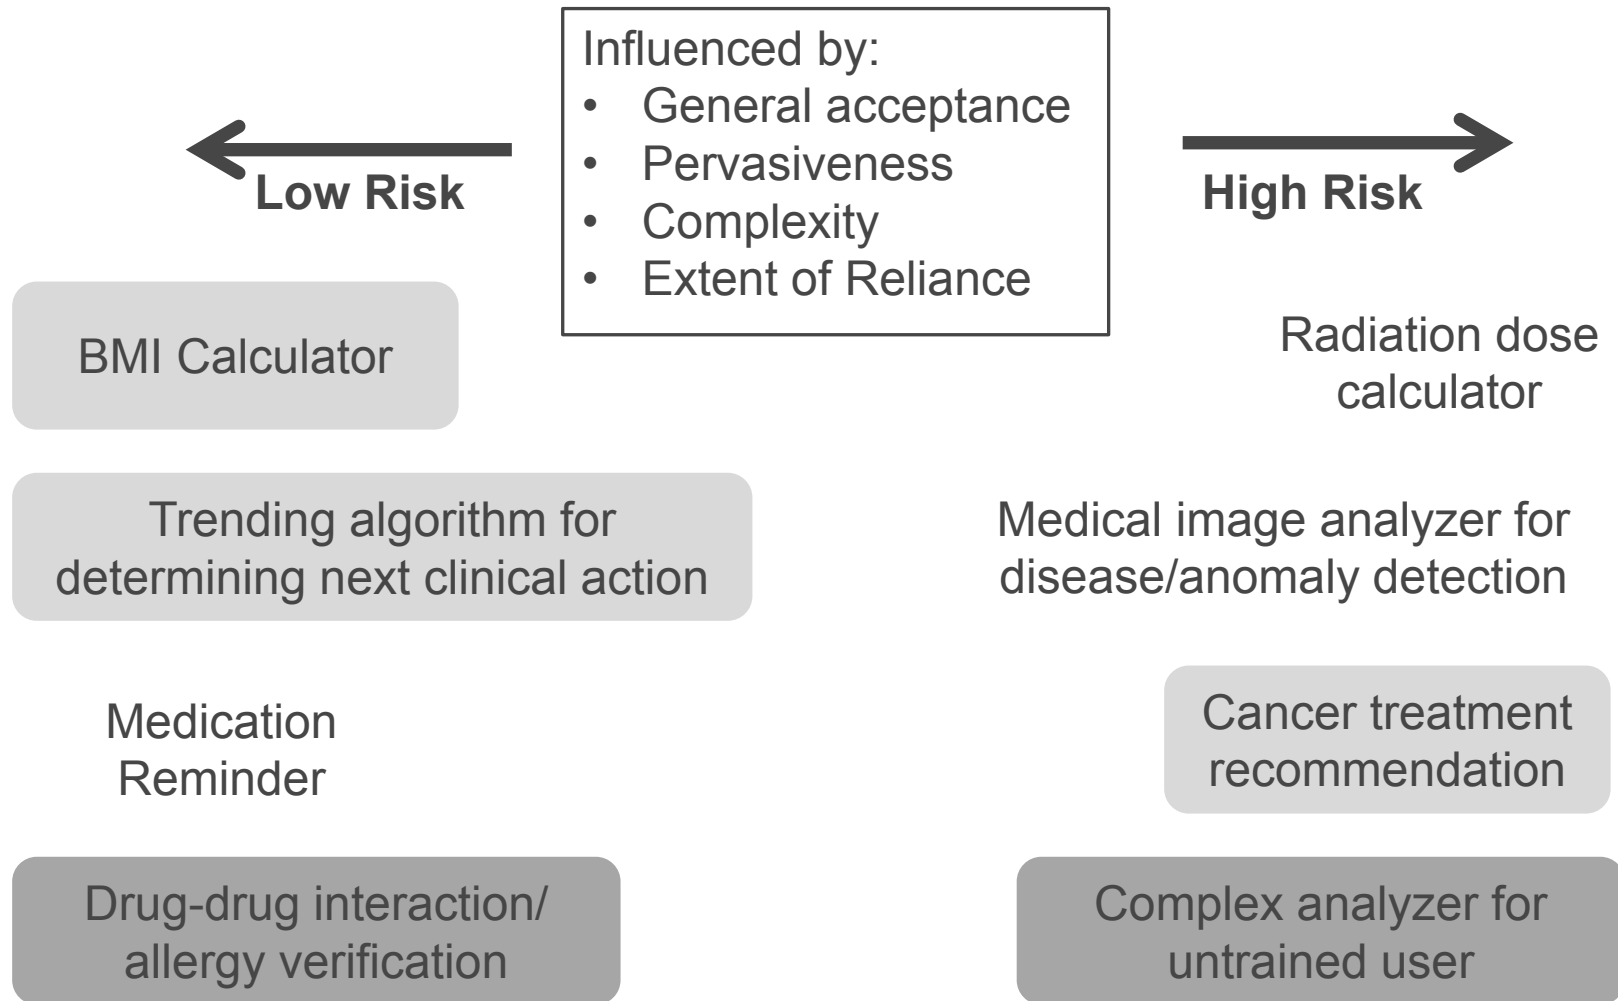 Influenced by:
• General acceptance
• Pervasiveness
• Complexity
• Extent of Reliance
Low Risk
High Risk
BMI Calculator
Radiation dose
calculator
Trending algorithm for
determining next clinical action
Medical image analyzer for
disease/anomaly detection
Medication
Reminder
Cancer treatment
recommendation
Drug-drug interaction/
allergy verification
Complex analyzer for
untrained user